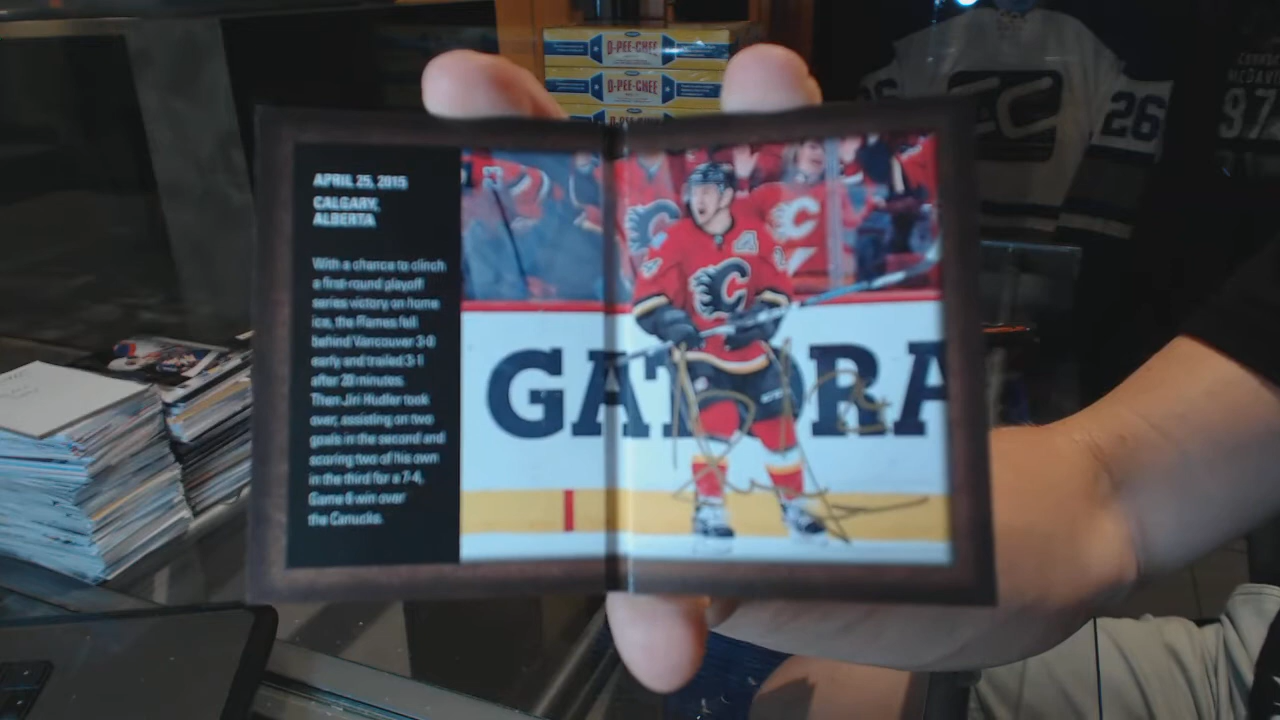 O-PEE-CHEE
O-PEE-CHEE
O-PEE-CHEE
26
97
APRIL 25, 2015
CALGARY,
ALBERTA
With a chance to clinch
a first-round playoff
series victory on home
ice, the Flames fell
behind Vancouver 3-0
early and trailed 3-1
after 20 minutes.
Then Jiri Hudler took
over, assisting on two
goals in the second and
scoring two of his own
in the third for a 7-4,
Game 6 win over
the Canucks.
C
A
C
GATORA